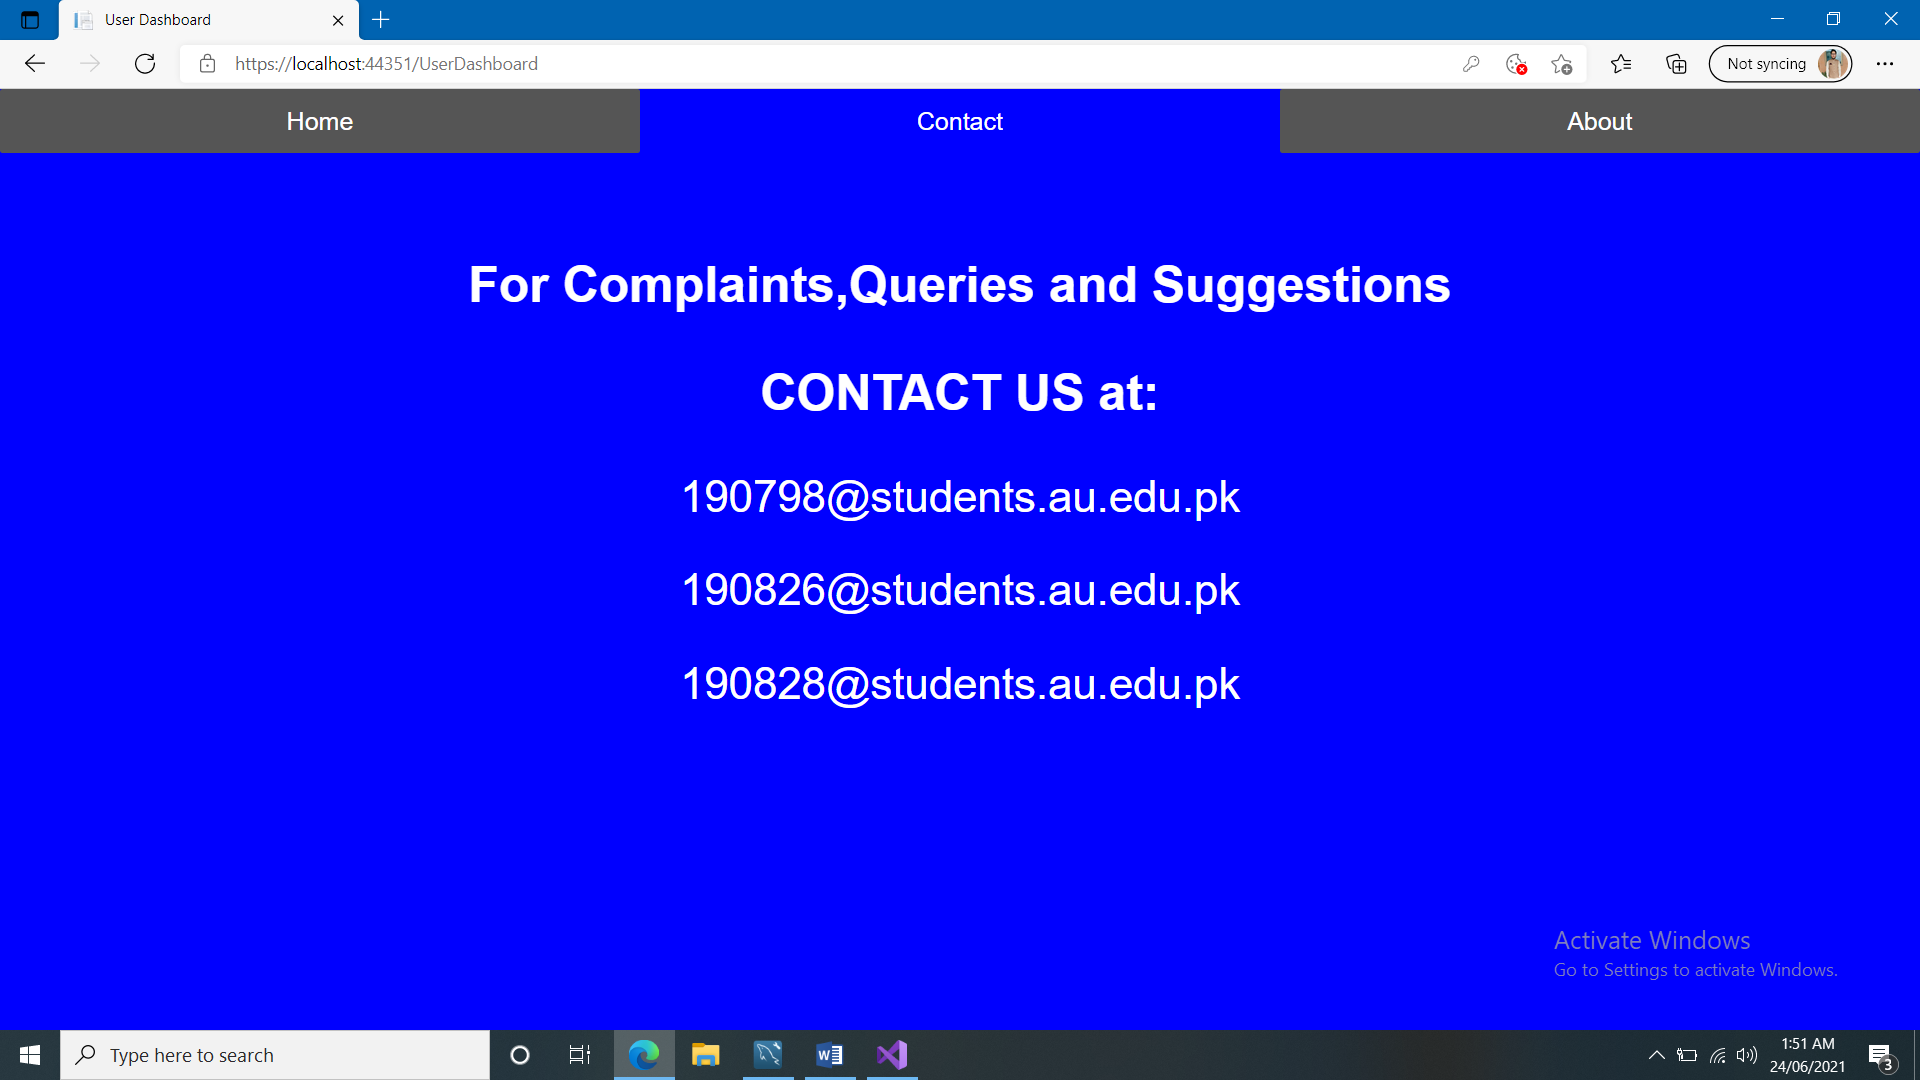 User Dashboard
https://localhost:44351/UserDashboard
Not syncing
Home
Contact
About
For Complaints,Queries and Suggestions
CONTACT US at:
190798@students.au.edu.pk
190826@students.au.edu.pk
190828@students.au.edu.pk
Activate Windows
Go to Settings to activate Windows.
Type here to search
1:51 AM
24/06/2021
3